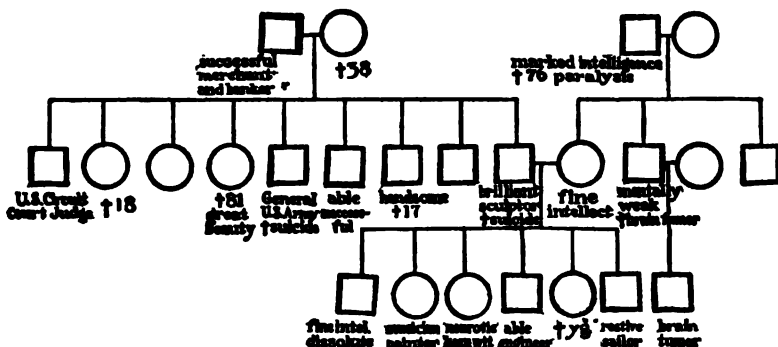 successful
merchant
and banker
†58
marked intelligence
†76 paralysis
U.S. Circuit
Court Judge
†18
†81
great
Beauty
General
U.S. Army
†suicide
able
success-
ful
handsome
†17
brilliant
sculptor
†suicide
fine
intellect
mentally
weak
†brain tumor
fine intel.
dissolute
musician
painter
neurotic
keen wit
able
engineer
restive
sailor
brain
tumor